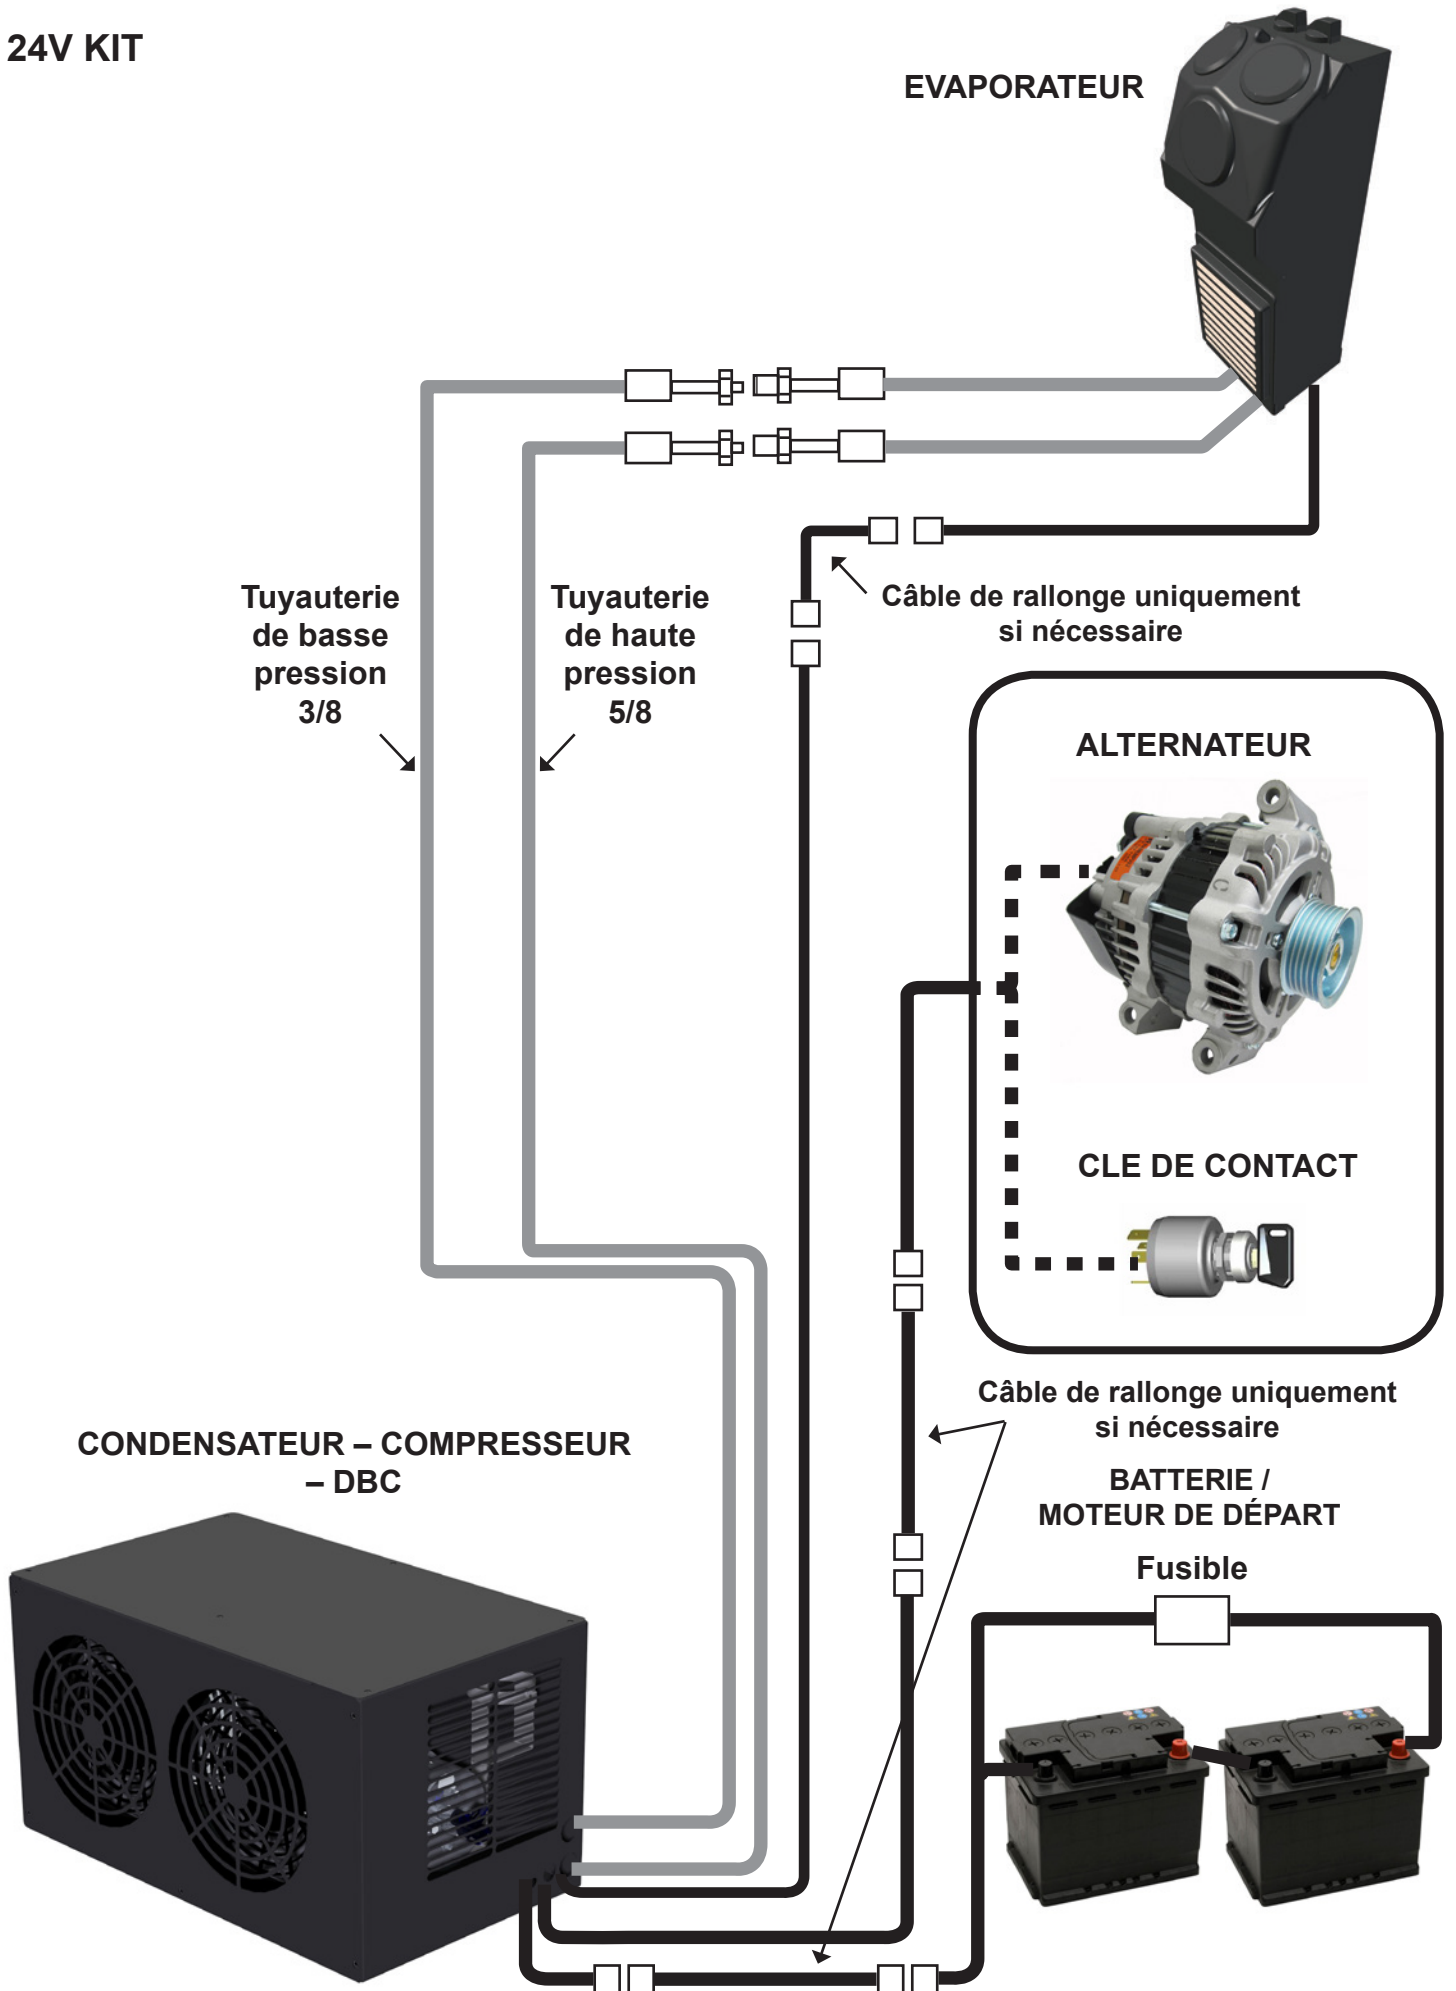 24V KIT
EVAPORATEUR
Tuyauterie
de basse
pression
3/8
Tuyauterie
de haute
pression
5/8
Câble de rallonge uniquement
si nécessaire
ALTERNATEUR
CLE DE CONTACT
Câble de rallonge uniquement
si nécessaire
CONDENSATEUR – COMPRESSEUR
– DBC
BATTERIE /
MOTEUR DE DÉPART
Fusible